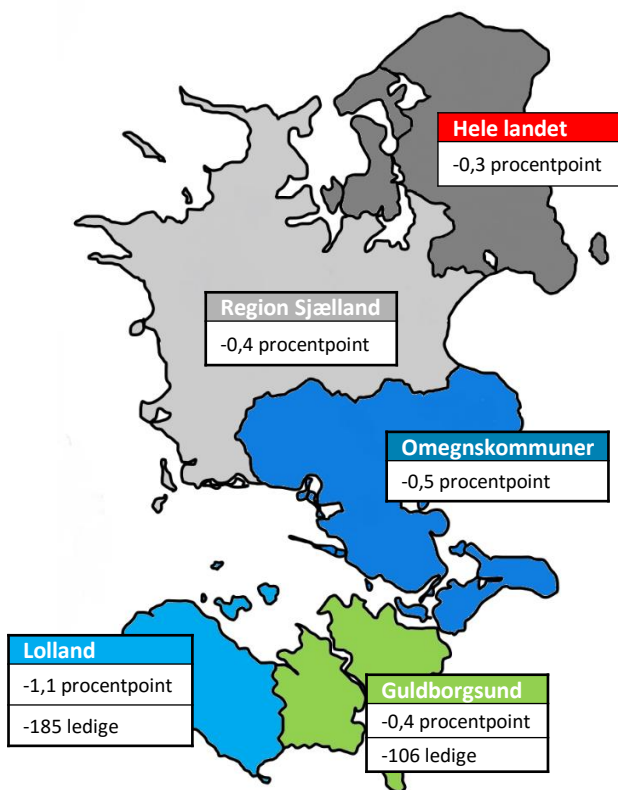 Hele landet
-0,3 procentpoint
Region Sjælland
-0,4 procentpoint
Omegnskommuner
-0,5 procentpoint
Lolland
-1,1 procentpoint
-185 ledige
Guldborgsund
-0,4 procentpoint
-106 ledige